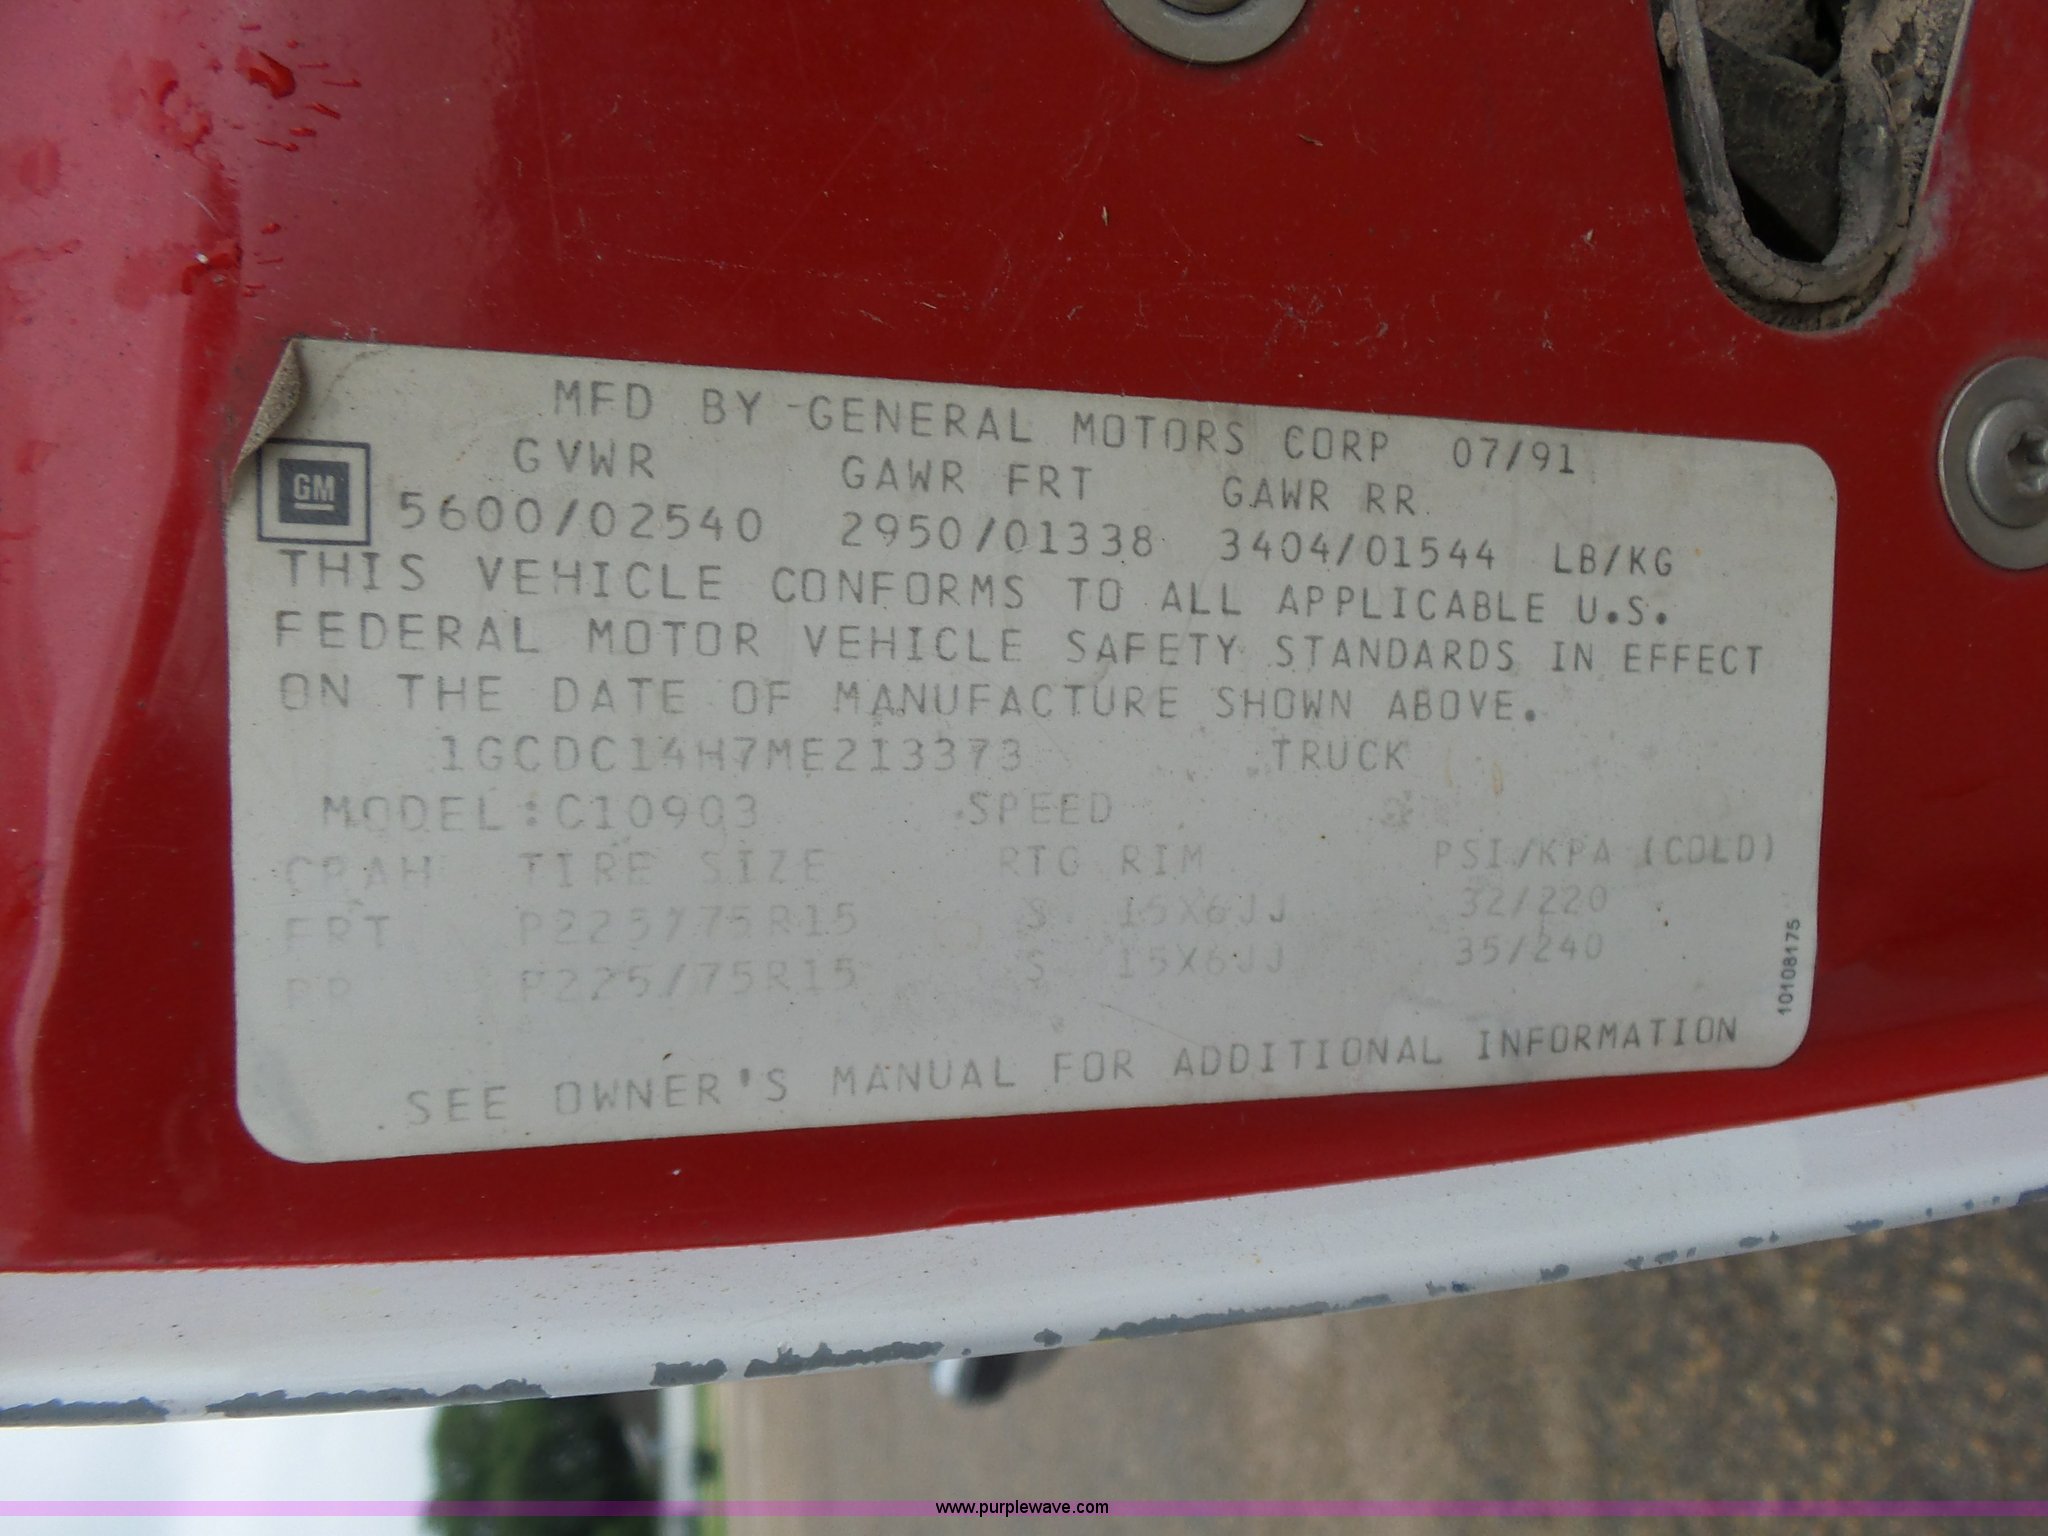 MFD BY GENERAL MOTORS CORP 07/91
GVWR GAWR FRT GAWR RR
GM
5600/02540 2950/01338 3404/01544 LB/KG
THIS VEHICLE CONFORMS TO ALL APPLICABLE U.S.
FEDERAL MOTOR VEHICLE SAFETY STANDARDS IN EFFECT
ON THE DATE OF MANUFACTURE SHOWN ABOVE.
1GCDC14H7ME213373 TRUCK
MODEL:C10903 SPEED
TIRE SIZE RTG RIM PSI/KPA (COLD)
FRT P225/75R15 S 15X6JJ 32/220
RR P225/75R15 S 15X6JJ 35/240
10108175
SEE OWNER'S MANUAL FOR ADDITIONAL INFORMATION
www.purplewave.com